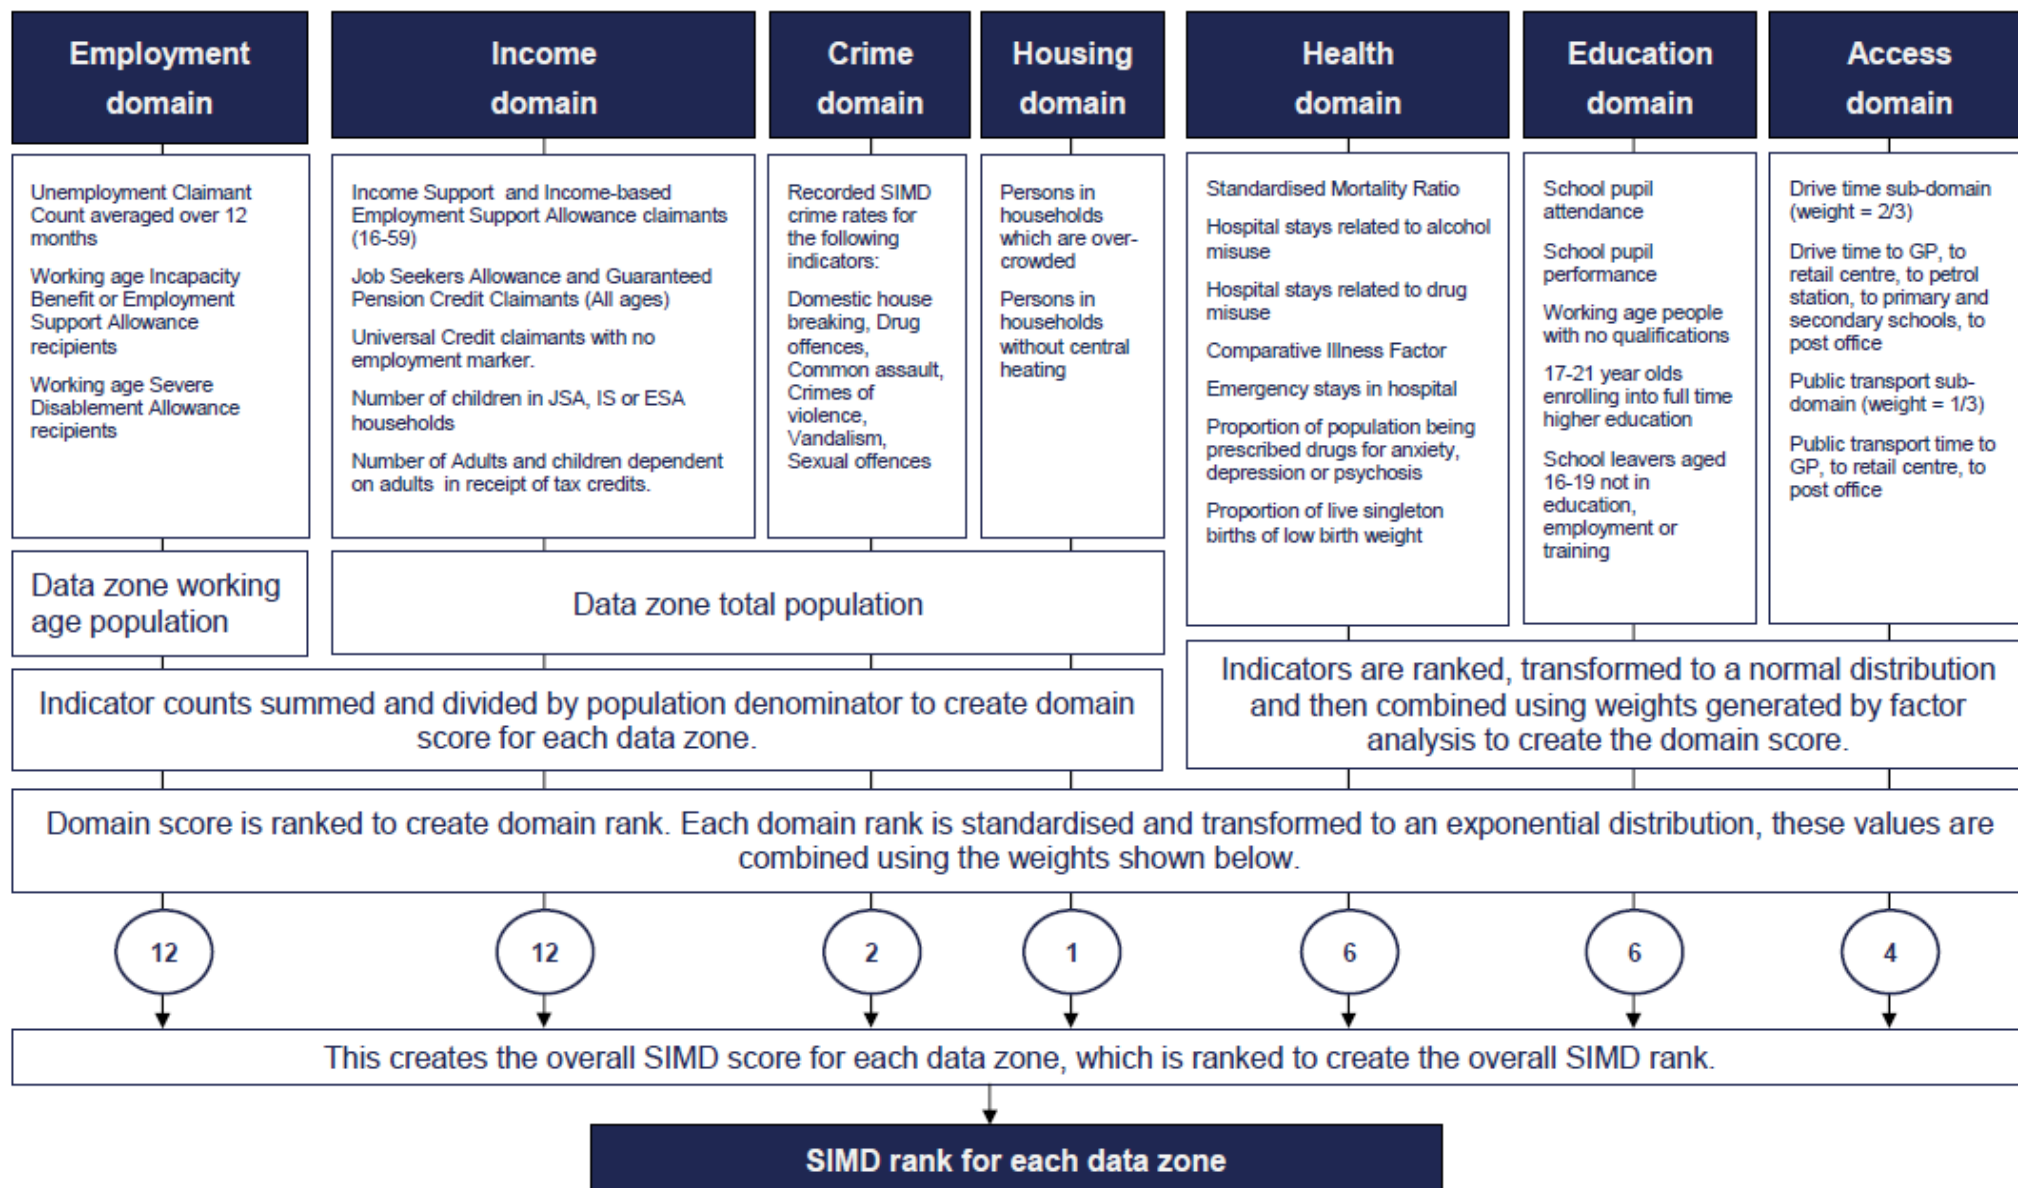 Employment
domain
Income
domain
Crime
domain
Housing
domain
Health
domain
Education
domain
Access
domain
Unemployment Claimant
Count averaged over 12
months
Working age Incapacity
Benefit or Employment
Support Allowance
recipients
Working age Severe
Disablement Allowance
recipients
Income Support and Income-based
Employment Support Allowance claimants
(16-59)
Job Seekers Allowance and Guaranteed
Pension Credit Claimants (All ages)
Universal Credit claimants with no
employment marker.
Number of children in JSA, IS or ESA
households
Number of Adults and children dependent
on adults in receipt of tax credits.
Recorded SIMD
crime rates for
the following
indicators:
Domestic house
breaking, Drug
offences,
Common assault,
Crimes of
violence,
Vandalism,
Sexual offences
Persons in
households
which are over-
crowded
Persons in
households
without central
heating
Standardised Mortality Ratio
Hospital stays related to alcohol
misuse
Hospital stays related to drug
misuse
Comparative Illness Factor
Emergency stays in hospital
Proportion of population being
prescribed drugs for anxiety,
depression or psychosis
Proportion of live singleton
births of low birth weight
School pupil
attendance
School pupil
performance
Working age people
with no qualifications
17-21 year olds
enrolling into full time
higher education
School leavers aged
16-19 not in
education,
employment or
training
Drive time sub-domain
(weight = 2/3)
Drive time to GP, to
retail centre, to petrol
station, to primary and
secondary schools, to
post office
Public transport sub-
domain (weight = 1/3)
Public transport time to
GP, to retail centre, to
post office
Data zone working
age population
Data zone total population
Indicator counts summed and divided by population denominator to create domain
score for each data zone.
Indicators are ranked, transformed to a normal distribution
and then combined using weights generated by factor
analysis to create the domain score.
Domain score is ranked to create domain rank. Each domain rank is standardised and transformed to an exponential distribution, these values are
combined using the weights shown below.
12
12
2
1
6
6
4
This creates the overall SIMD score for each data zone, which is ranked to create the overall SIMD rank.
SIMD rank for each data zone